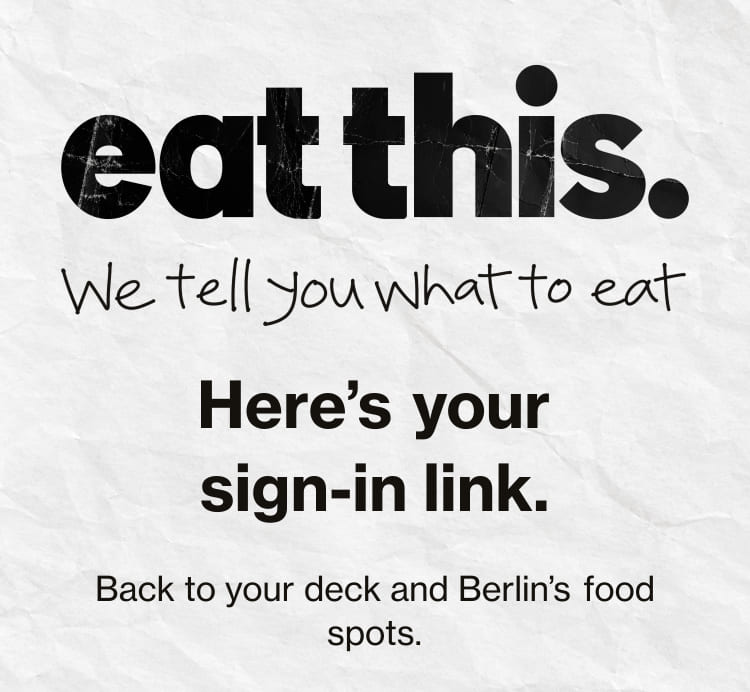 eat this.
We tell you what to eat
Here’s your
sign-in link.
Back to your deck and Berlin’s food
spots.